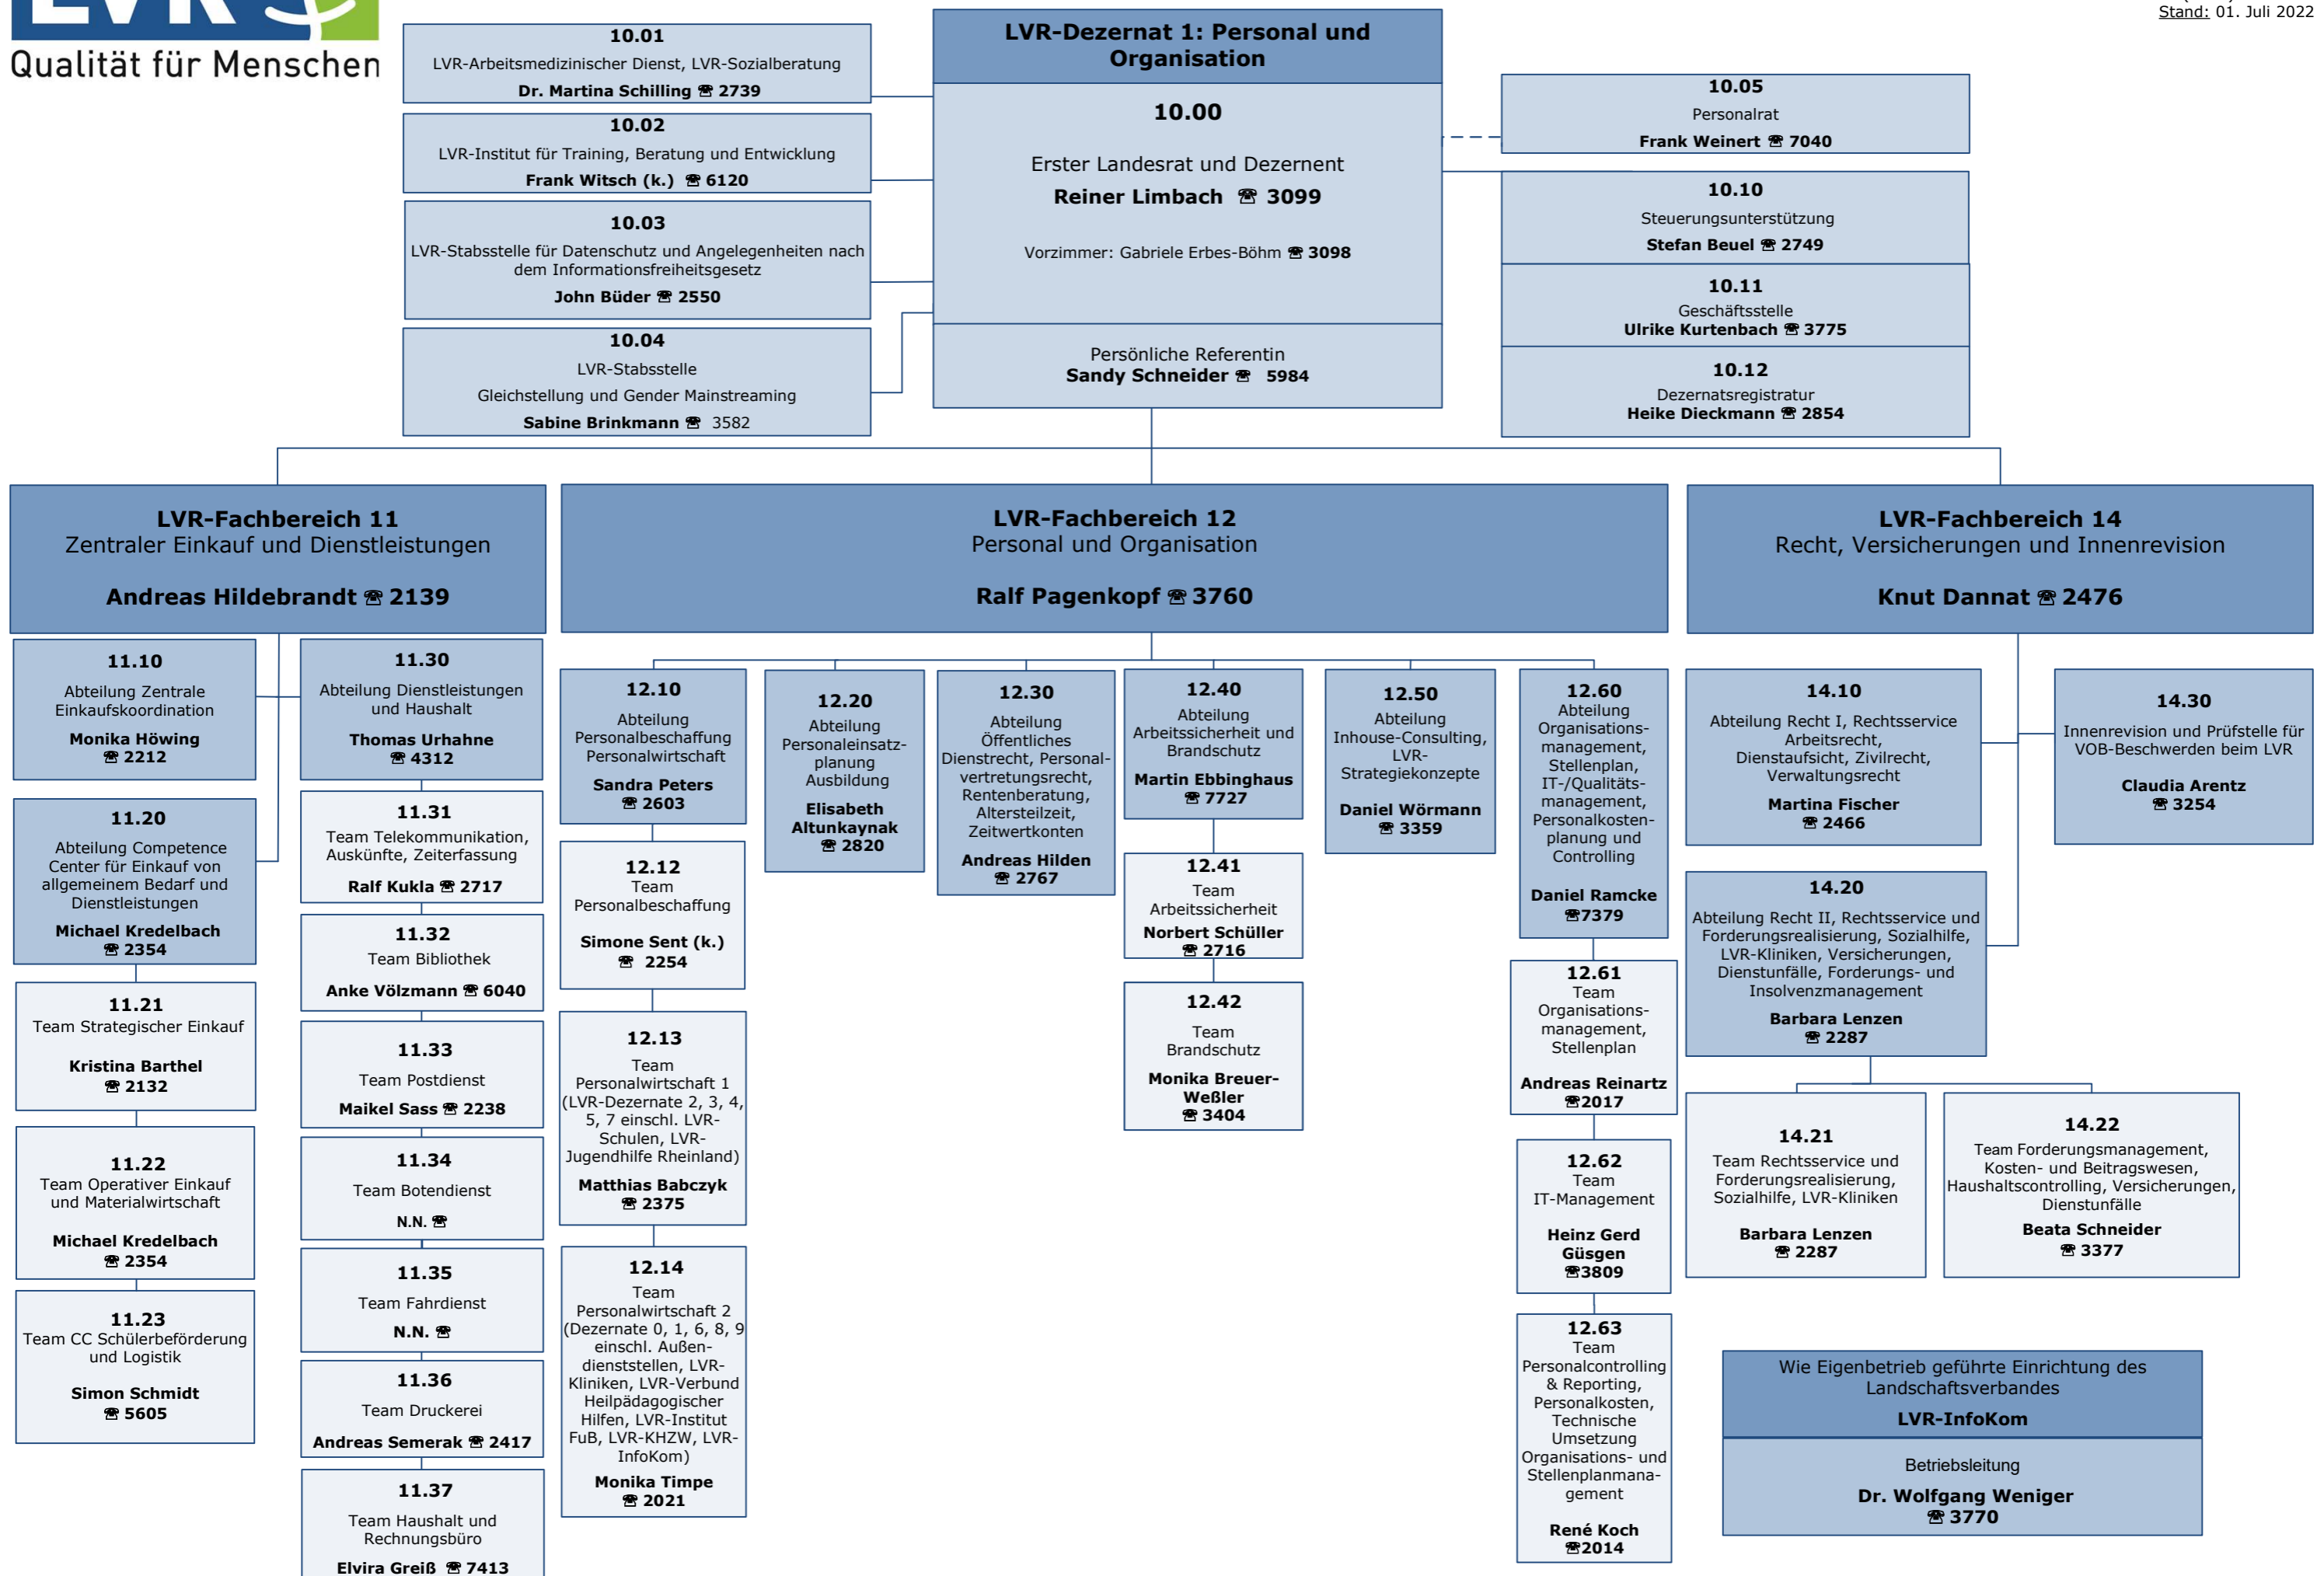 LVR
Qualität für Menschen
Stand: 01. Juli 2022
LVR-Dezernat 1: Personal und
Organisation
10.00
Erster Landesrat und Dezernent
Reiner Limbach ☎ 3099
Vorzimmer: Gabriele Erbes-Böhm ☎ 3098
Persönliche Referentin
Sandy Schneider ☎ 5984
10.01
LVR-Arbeitsmedizinischer Dienst, LVR-Sozialberatung
Dr. Martina Schilling ☎ 2739
10.02
LVR-Institut für Training, Beratung und Entwicklung
Frank Witsch (k.) ☎ 6120
10.03
LVR-Stabsstelle für Datenschutz und Angelegenheiten nach
dem Informationsfreiheitsgesetz
John Büder ☎ 2550
10.04
LVR-Stabsstelle
Gleichstellung und Gender Mainstreaming
Sabine Brinkmann ☎ 3582
10.05
Personalrat
Frank Weinert ☎ 7040
10.10
Steuerungsunterstützung
Stefan Beuel ☎ 2749
10.11
Geschäftsstelle
Ulrike Kurtenbach ☎ 3775
10.12
Dezernatsregistratur
Heike Dieckmann ☎ 2854
LVR-Fachbereich 11
Zentraler Einkauf und Dienstleistungen
Andreas Hildebrandt ☎ 2139
11.10
Abteilung Zentrale
Einkaufskoordination
Monika Höwing
☎ 2212
11.20
Abteilung Competence
Center für Einkauf von
allgemeinem Bedarf und
Dienstleistungen
Michael Kredelbach
☎ 2354
11.21
Team Strategischer Einkauf
Kristina Barthel
☎ 2132
11.22
Team Operativer Einkauf
und Materialwirtschaft
Michael Kredelbach
☎ 2354
11.23
Team CC Schülerbeförderung
und Logistik
Simon Schmidt
☎ 5605
11.30
Abteilung Dienstleistungen
und Haushalt
Thomas Urhahne
☎ 4312
11.31
Team Telekommunikation,
Auskünfte, Zeiterfassung
Ralf Kukla ☎ 2717
11.32
Team Bibliothek
Anke Völzmann ☎ 6040
11.33
Team Postdienst
Maikel Sass ☎ 2238
11.34
Team Botendienst
N.N. ☎
11.35
Team Fahrdienst
N.N. ☎
11.36
Team Druckerei
Andreas Semerak ☎ 2417
11.37
Team Haushalt und
Rechnungsbüro
Elvira Greiß ☎ 7413
LVR-Fachbereich 12
Personal und Organisation
Ralf Pagenkopf ☎ 3760
12.10
Abteilung
Personalbeschaffung
Personalwirtschaft
Sandra Peters
☎ 2603
12.12
Team
Personalbeschaffung
Simone Sent (k.)
☎ 2254
12.13
Team
Personalwirtschaft 1
(LVR-Dezernate 2, 3, 4,
5, 7 einschl. LVR-
Schulen, LVR-
Jugendhilfe Rheinland)
Matthias Babczyk
☎ 2375
12.14
Team
Personalwirtschaft 2
(Dezernate 0, 1, 6, 8, 9
einschl. Außen-
dienststellen, LVR-
Kliniken, LVR-Verbund
Heilpädagogischer
Hilfen, LVR-Institut
FuB, LVR-KHZW, LVR-
InfoKom)
Monika Timpe
☎ 2021
12.20
Abteilung
Personaleinsatz-
planung
Ausbildung
Elisabeth
Altunkaynak
☎ 2820
12.30
Abteilung
Öffentliches
Dienstrecht, Personal-
vertretungsrecht,
Rentenberatung,
Altersteilzeit,
Zeitwertkonten
Andreas Hilden
☎ 2767
12.40
Abteilung
Arbeitssicherheit und
Brandschutz
Martin Ebbinghaus
☎ 7727
12.41
Team
Arbeitssicherheit
Norbert Schüller
☎ 2716
12.42
Team
Brandschutz
Monika Breuer-
Weßler
☎ 3404
12.50
Abteilung
Inhouse-Consulting,
LVR-
Strategiekonzepte
Daniel Wörmann
☎ 3359
12.60
Abteilung
Organisations-
management,
Stellenplan,
IT-/Qualitäts-
management,
Personalkosten-
planung und
Controlling
Daniel Ramcke
☎7379
12.61
Team
Organisations-
management,
Stellenplan
Andreas Reinartz
☎2017
12.62
Team
IT-Management
Heinz Gerd
Güsgen
☎3809
12.63
Team
Personalcontrolling
& Reporting,
Personalkosten,
Technische
Umsetzung
Organisations- und
Stellenplanmana-
gement
René Koch
☎2014
LVR-Fachbereich 14
Recht, Versicherungen und Innenrevision
Knut Dannat ☎ 2476
14.10
Abteilung Recht I, Rechtsservice
Arbeitsrecht,
Dienstaufsicht, Zivilrecht,
Verwaltungsrecht
Martina Fischer
☎ 2466
14.30
Innenrevision und Prüfstelle für
VOB-Beschwerden beim LVR
Claudia Arentz
☎ 3254
14.20
Abteilung Recht II, Rechtsservice und
Forderungsrealisierung, Sozialhilfe,
LVR-Kliniken, Versicherungen,
Dienstunfälle, Forderungs- und
Insolvenzmanagement
Barbara Lenzen
☎ 2287
14.21
Team Rechtsservice und
Forderungsrealisierung,
Sozialhilfe, LVR-Kliniken
Barbara Lenzen
☎ 2287
14.22
Team Forderungsmanagement,
Kosten- und Beitragswesen,
Haushaltscontrolling, Versicherungen,
Dienstunfälle
Beata Schneider
☎ 3377
Wie Eigenbetrieb geführte Einrichtung des
Landschaftsverbandes
LVR-InfoKom
Betriebsleitung
Dr. Wolfgang Weniger
☎ 3770